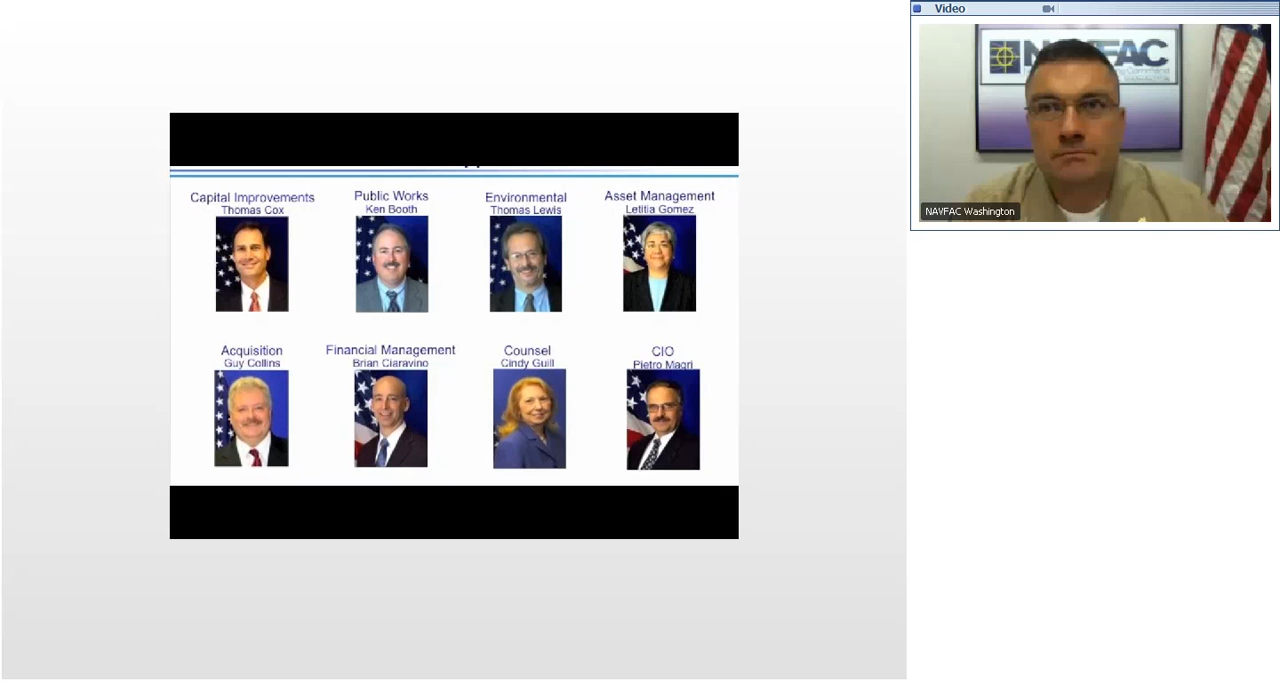 Video
NAVFAC
NAVFAC Washington
Capital Improvements
Thomas Cox
Public Works
Ken Booth
Environmental
Thomas Lewis
Asset Management
Letitia Gomez
Acquisition
Guy Collins
Financial Management
Brian Ciaravino
Counsel
Cindy Guill
CIO
Pietro Magri